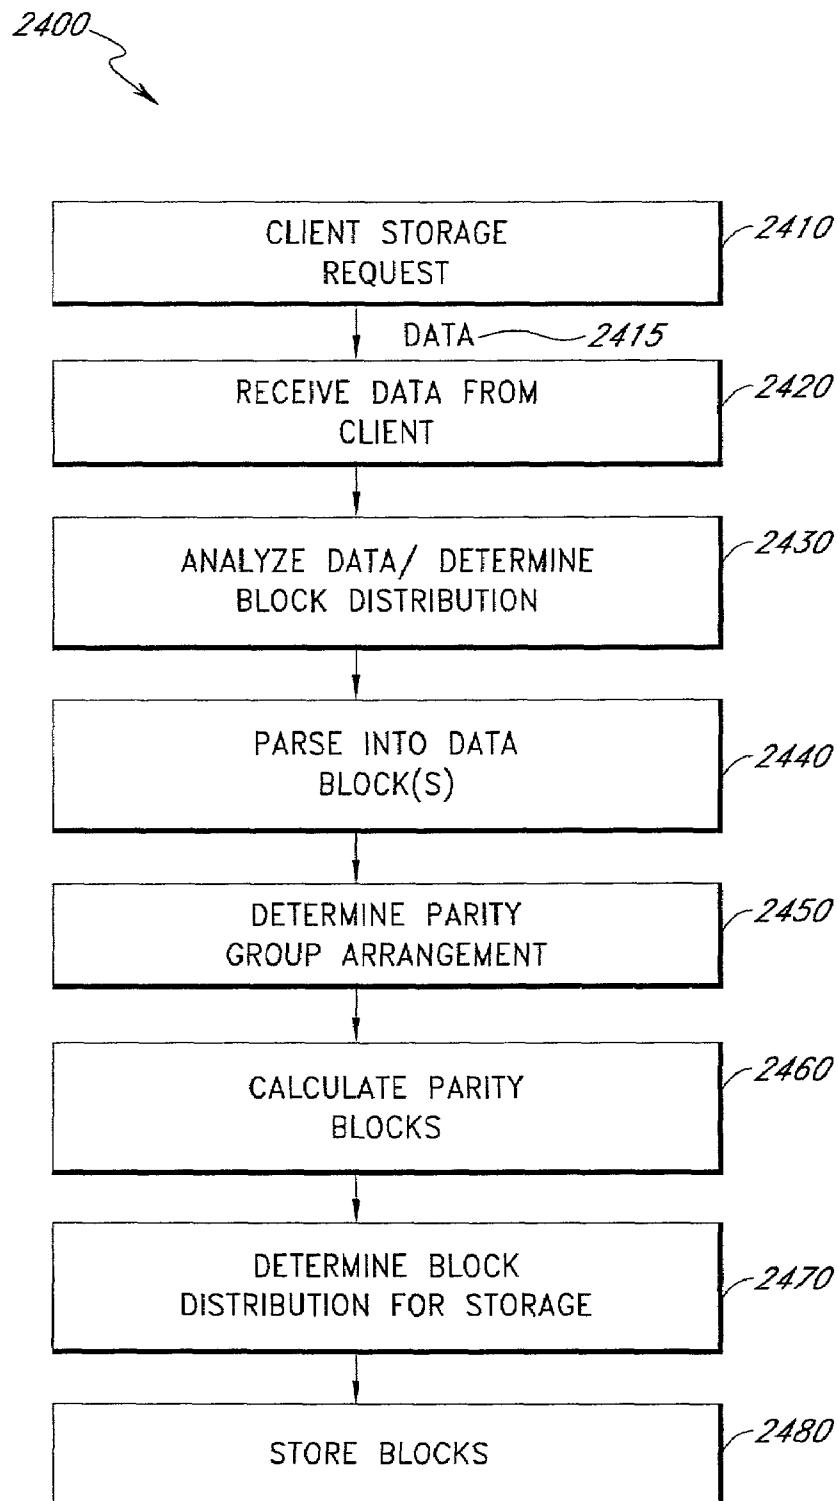 2400
CLIENT STORAGE
REQUEST
2410
DATA
2415
RECEIVE DATA FROM
CLIENT
2420
ANALYZE DATA/ DETERMINE
BLOCK DISTRIBUTION
2430
PARSE INTO DATA
BLOCK(S)
2440
DETERMINE PARITY
GROUP ARRANGEMENT
2450
CALCULATE PARITY
BLOCKS
2460
DETERMINE BLOCK
DISTRIBUTION FOR STORAGE
2470
STORE BLOCKS
2480